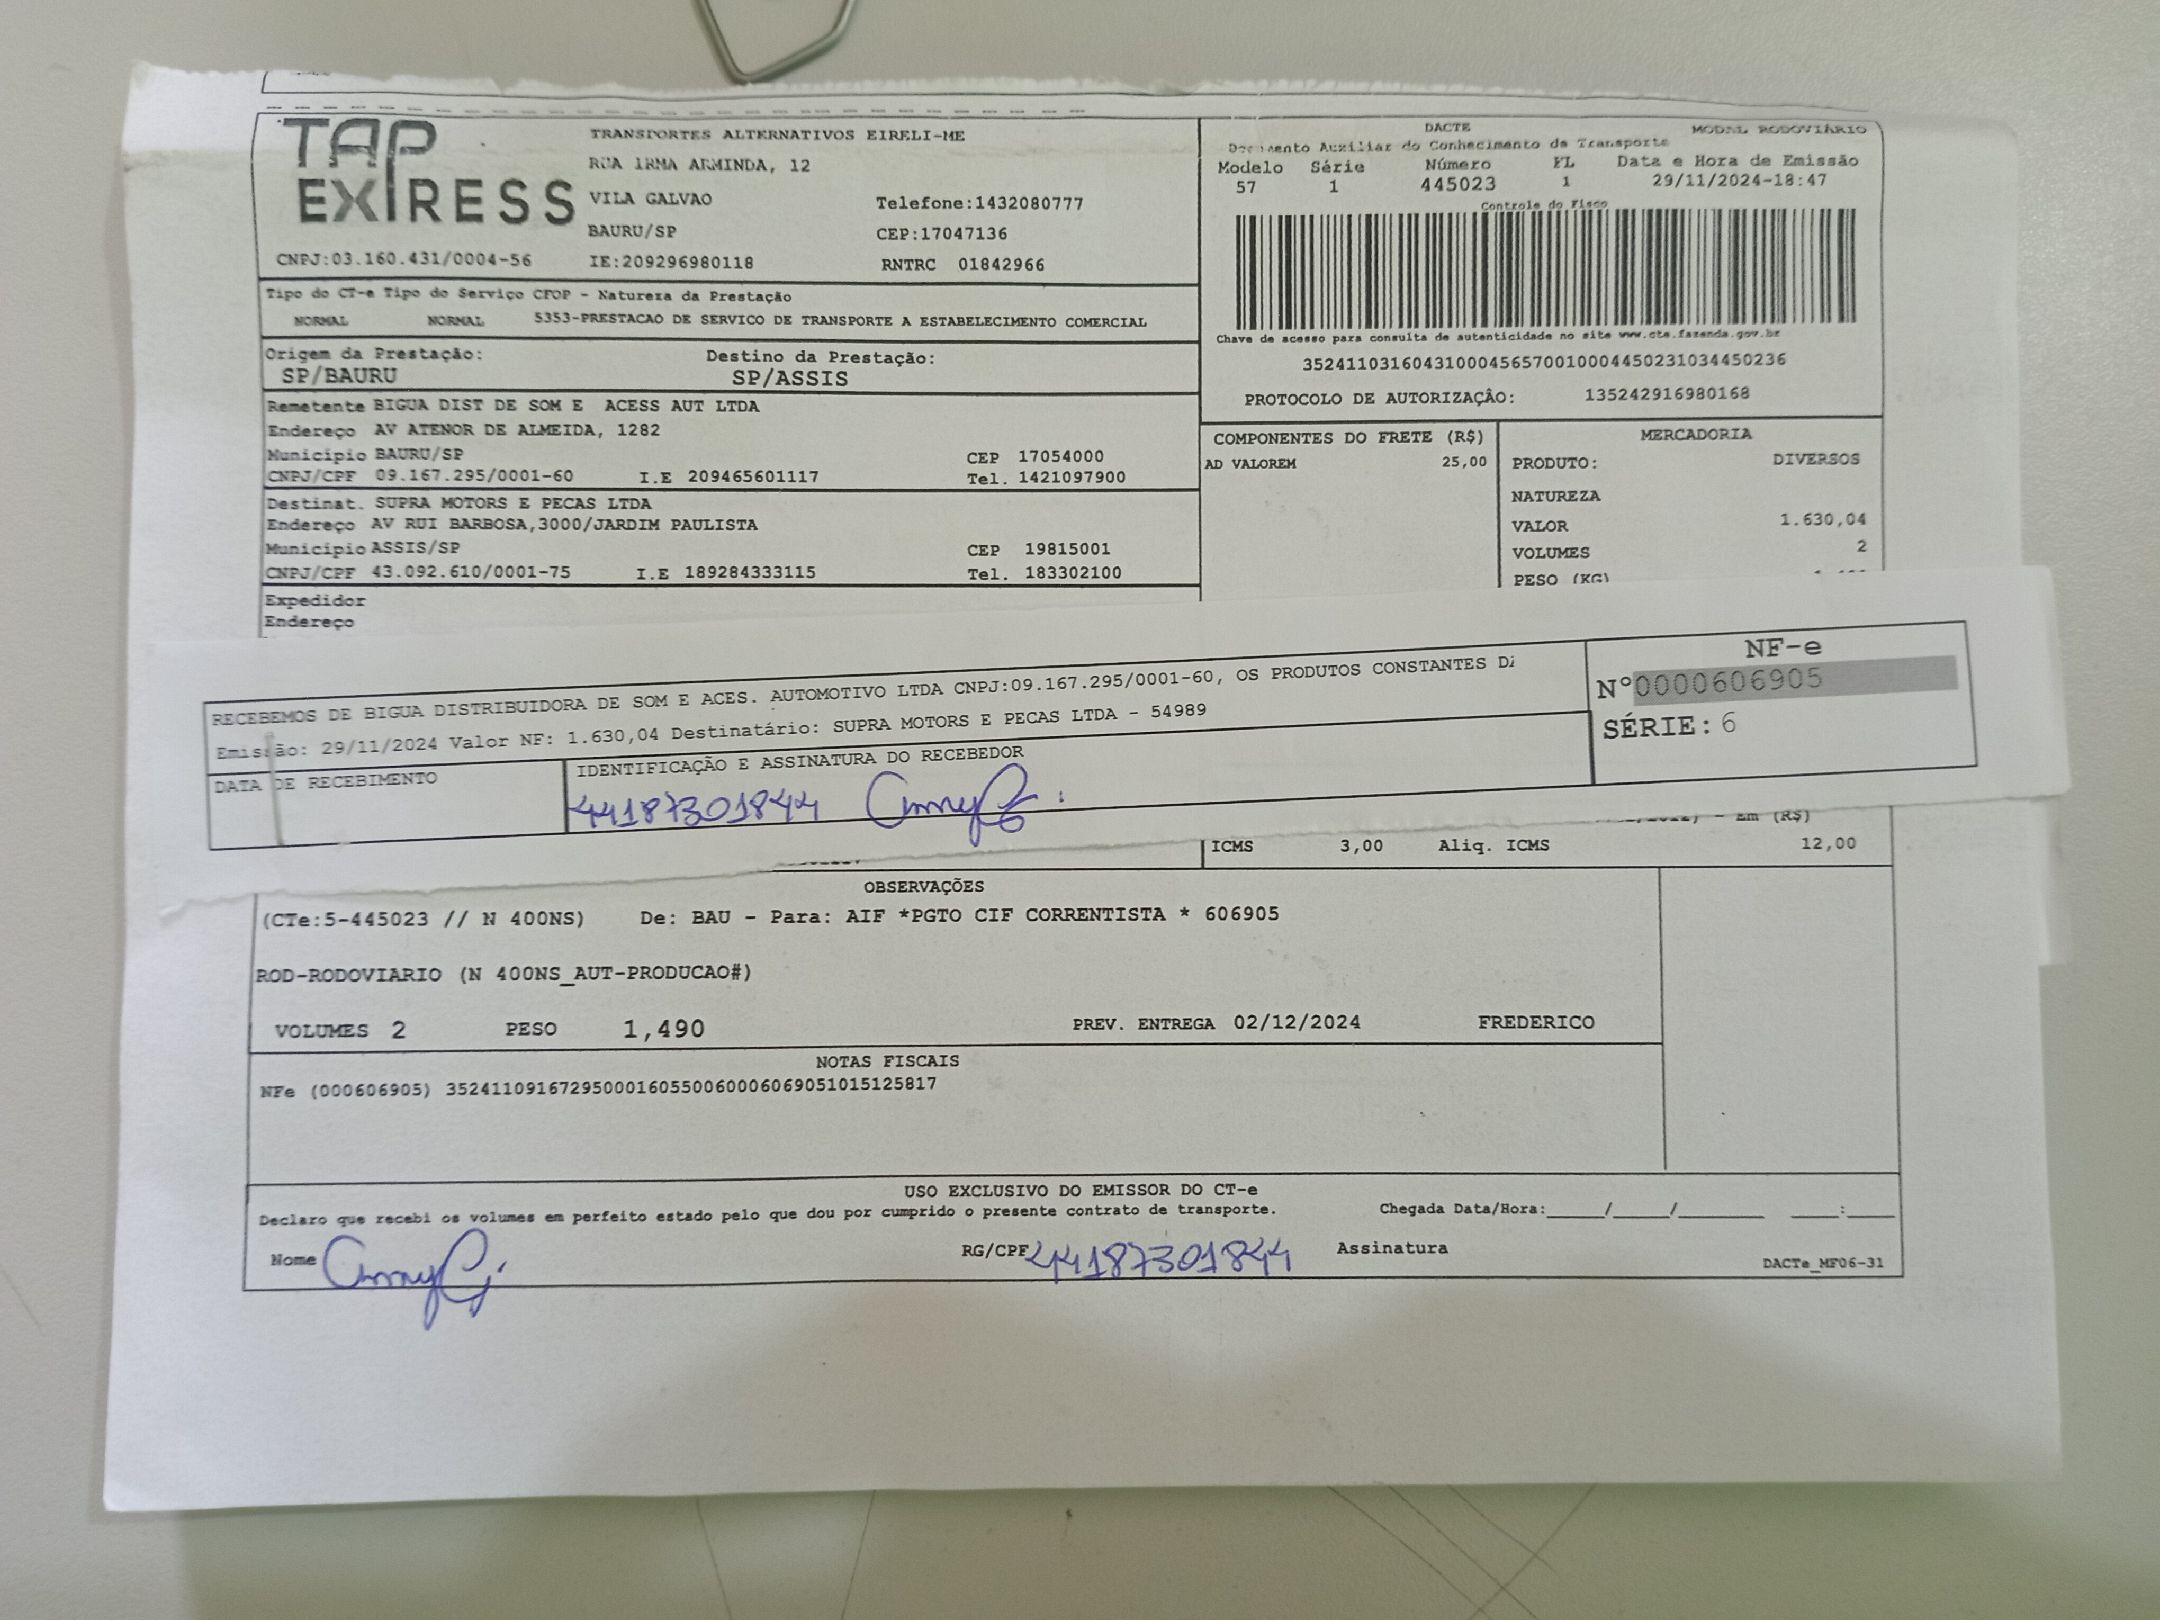 TAP
EXPRESS
TRANSPORTES ALTERNATIVOS EIRELI-ME
RUA IRMA ARMINDA, 12
VILA GALVAO Telefone:1432080777
BAURU/SP CEP:17047136
CNPJ:03.160.431/0004-56 IE:209296980118 RNTRC 01842966
DACTE MODAL RODOVIÁRIO
Documento Auxiliar do Conhecimento de Transporte
Modelo Série Número FL Data e Hora de Emissão
57 1 445023 1 29/11/2024-18:47
Controle do Fisco
Chave de acesso para consulta de autenticidade no site www.cte.fazenda.gov.br
35241103160431000456570010004450231034450236
PROTOCOLO DE AUTORIZAÇÂO: 135242916980168
Tipo do CT-e Tipo do Serviço CFOP - Natureza da Prestação
NORMAL NORMAL 5353-PRESTACAO DE SERVICO DE TRANSPORTE A ESTABELECIMENTO COMERCIAL
Origem da Prestação: Destino da Prestação:
SP/BAURU SP/ASSIS
Remetente BIGUA DIST DE SOM E ACESS AUT LTDA
Endereço AV ATENOR DE ALMEIDA, 1282
Município BAURU/SP CEP 17054000
CNPJ/CPF 09.167.295/0001-60 I.E 209465601117 Tel. 1421097900
Destinat. SUPRA MOTORS E PECAS LTDA
Endereço AV RUI BARBOSA,3000/JARDIM PAULISTA
Município ASSIS/SP CEP 19815001
CNPJ/CPF 43.092.610/0001-75 I.E 189284333115 Tel. 183302100
Expedidor
Endereço
COMPONENTES DO FRETE (R$)
AD VALOREM 25,00
MERCADORIA
PRODUTO: DIVERSOS
NATUREZA
VALOR 1.630,04
VOLUMES 2
PESO (KG)
RECEBEMOS DE BIGUA DISTRIBUIDORA DE SOM E ACES. AUTOMOTIVO LTDA CNPJ:09.167.295/0001-60, OS PRODUTOS CONSTANTES
Emissão: 29/11/2024 Valor NF: 1.630,04 Destinatário: SUPRA MOTORS E PECAS LTDA - 54989
DATA DE RECEBIMENTO IDENTIFICAÇÃO E ASSINATURA DO RECEBEDOR
44187301844
NF-e
Nº0000606905
SÉRIE: 6
- Em (R$)
ICMS 3,00 Aliq. ICMS 12,00
OBSERVAÇÕES
(CTe:5-445023 // N 400NS) De: BAU - Para: AIF *PGTO CIF CORRENTISTA * 606905
ROD-RODOVIARIO (N 400NS_AUT-PRODUCAO#)
VOLUMES 2 PESO 1,490 PREV. ENTREGA 02/12/2024 FREDERICO
NOTAS FISCAIS
NFe (000606905) 35241109167295000160550060006069051015125817
USO EXCLUSIVO DO EMISSOR DO CT-e
Declaro que recebi os volumes em perfeito estado pelo que dou por cumprido o presente contrato de transporte. Chegada Data/Hora:_____/_____/_______ ____:____
Nome RG/CPF 44187301844 Assinatura
DACTe_MF06-31